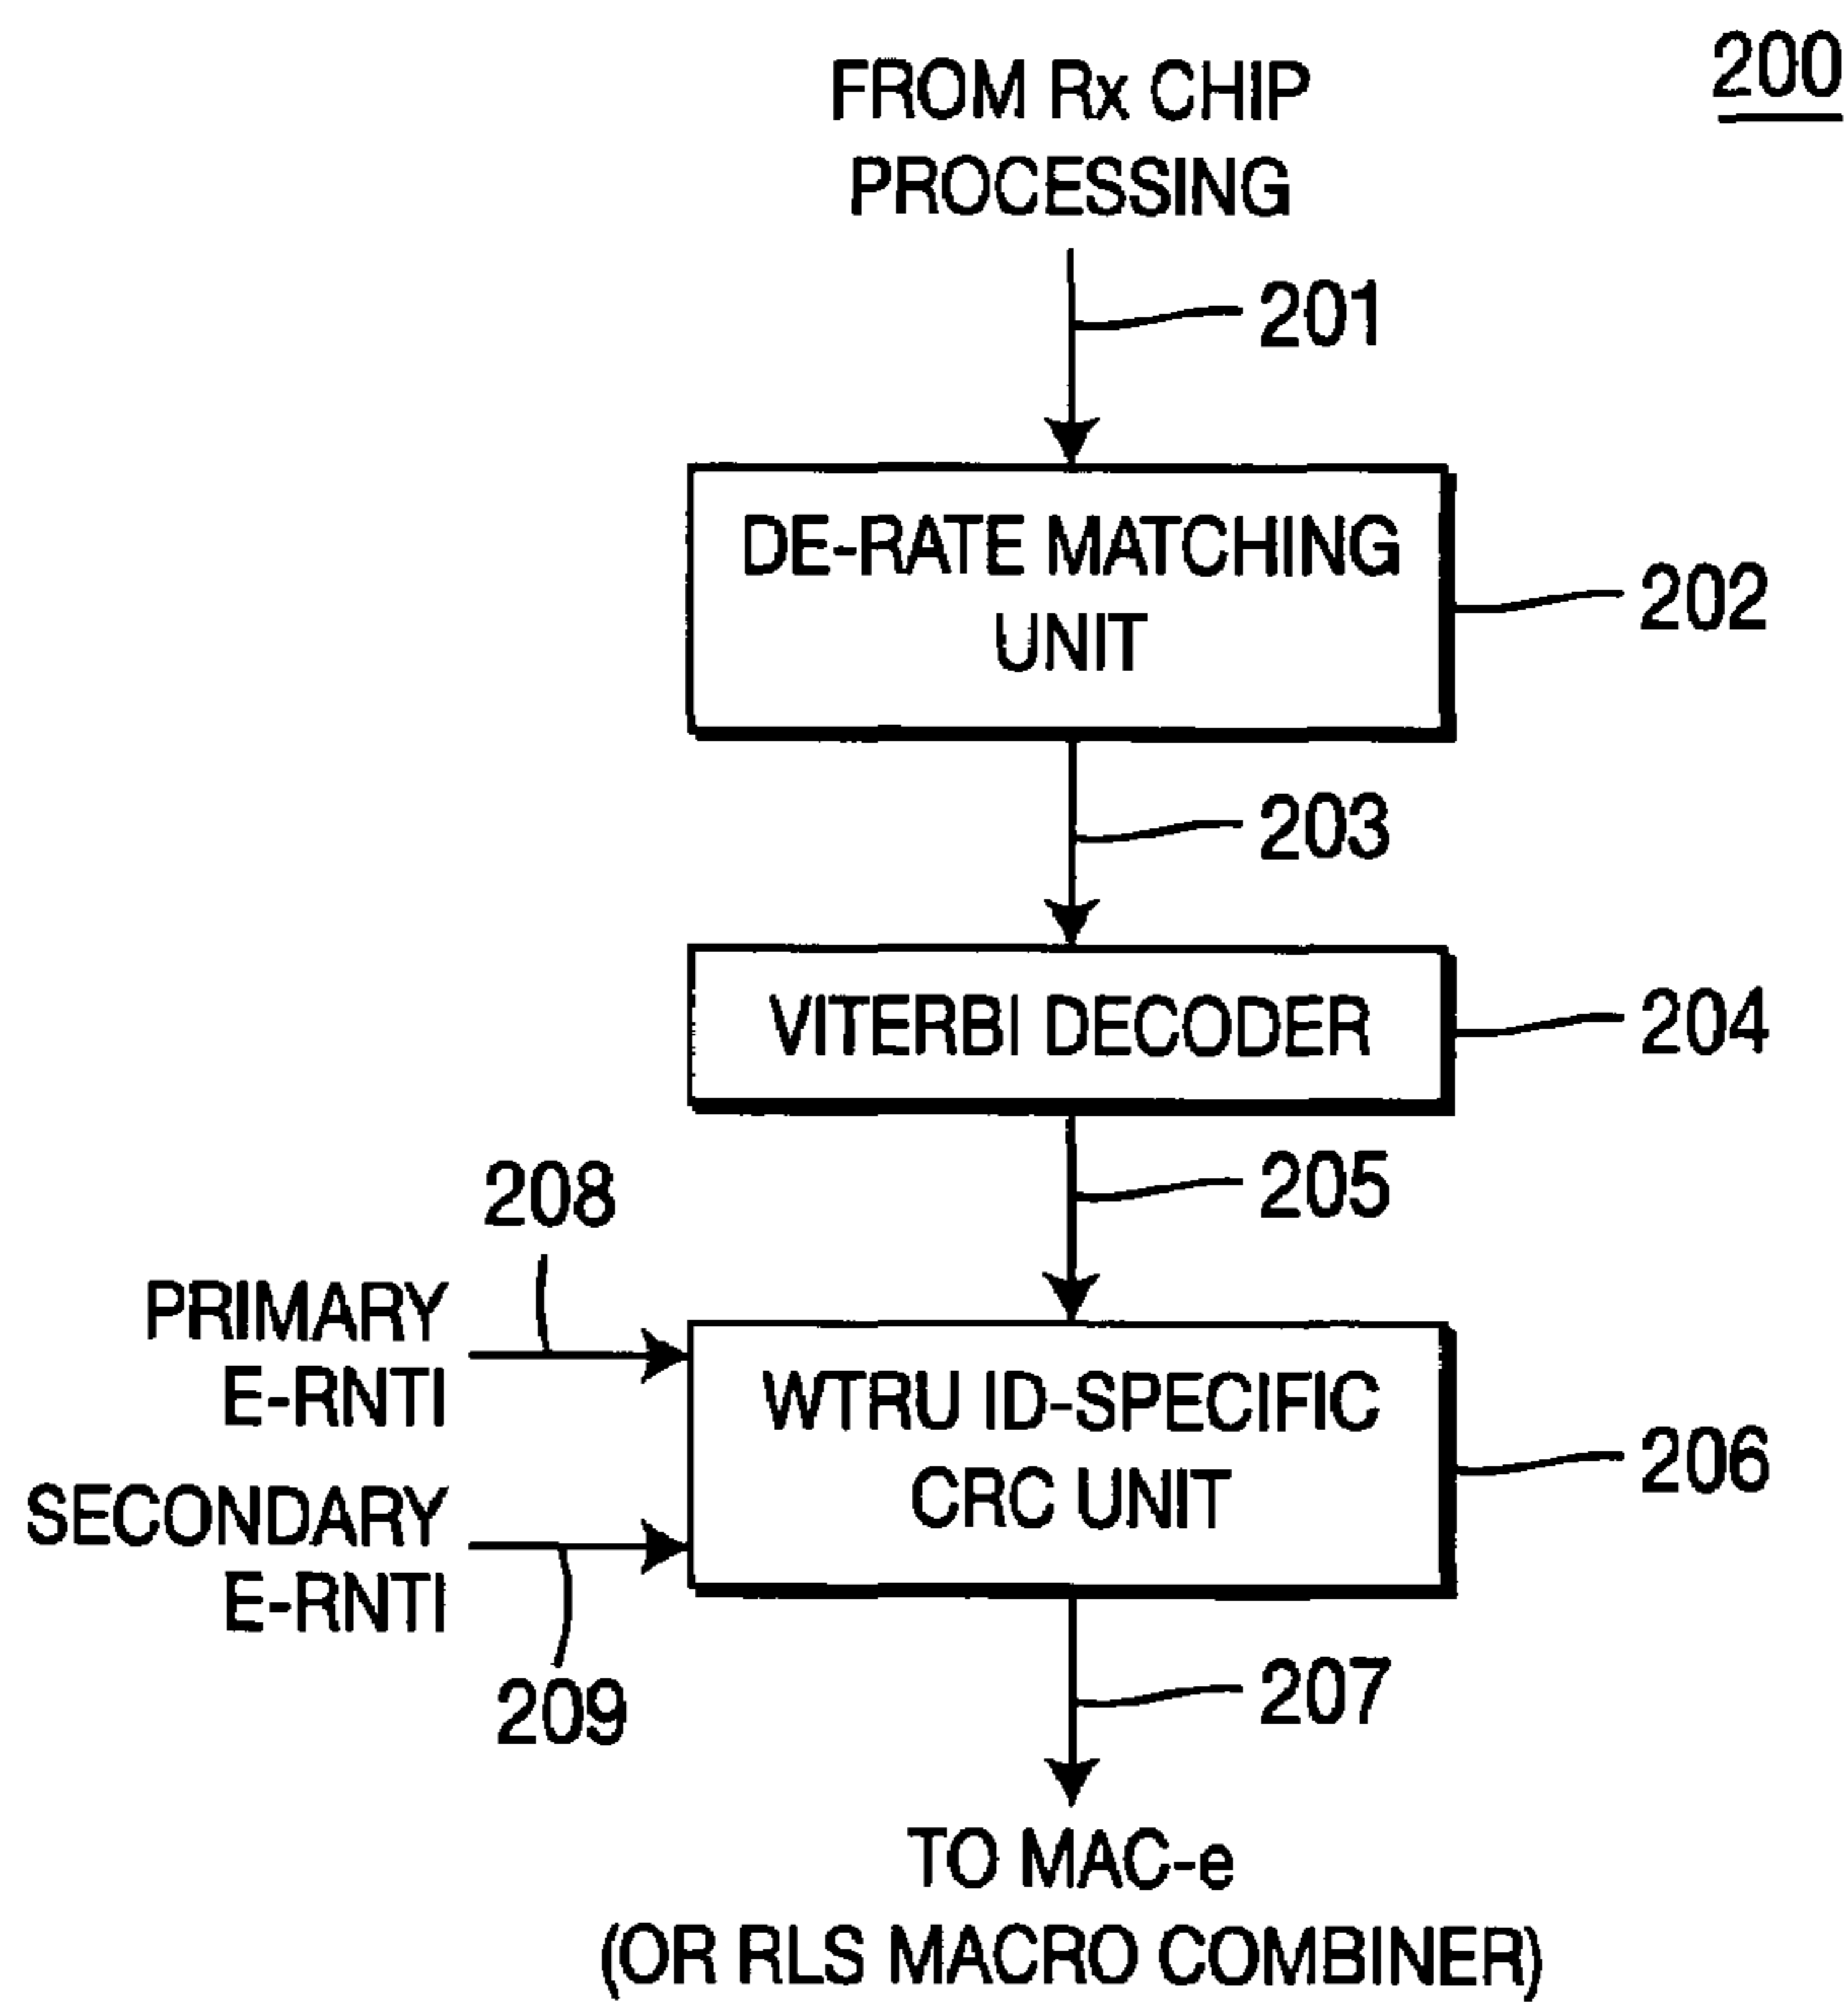 200
FROM Rx CHIP
PROCESSING
201
DE-RATE MATCHING
UNIT
202
203
VITERBI DECODER
204
205
208
PRIMARY
E-RNTI
WTRU ID-SPECIFIC
CRC UNIT
206
SECONDARY
E-RNTI
209
207
TO MAC-e
(OR RLS MACRO COMBINER)